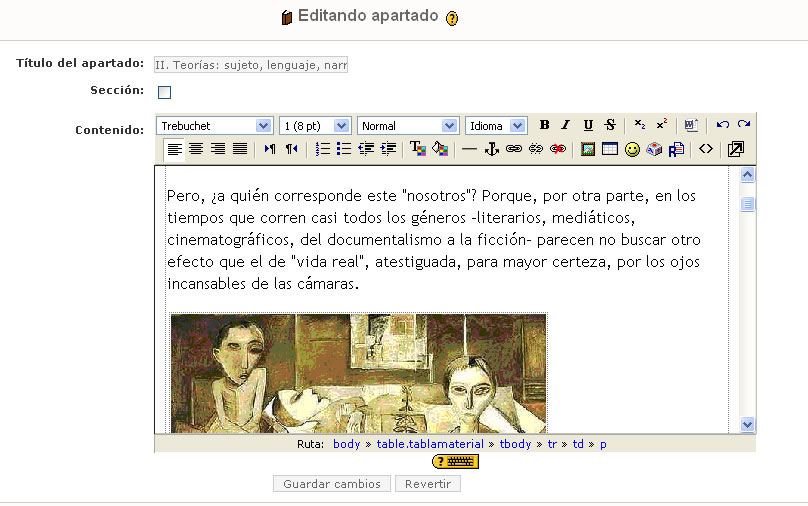 Editando apartado
Título del apartado:
II. Teorías: sujeto, lenguaje, narr
Sección:
Contenido:
Trebuchet 1 (8 pt) Normal Idioma B I U S x₂ x² W
T
Pero, ¿a quién corresponde este "nosotros"? Porque, por otra parte, en los
tiempos que corren casi todos los géneros -literarios, mediáticos,
cinematográficos, del documentalismo a la ficción- parecen no buscar otro
efecto que el de "vida real", atestiguada, para mayor certeza, por los ojos
incansables de las cámaras.
Ruta: body » table.tablamaterial » tbody » tr » td » p
?
Guardar cambios Revertir